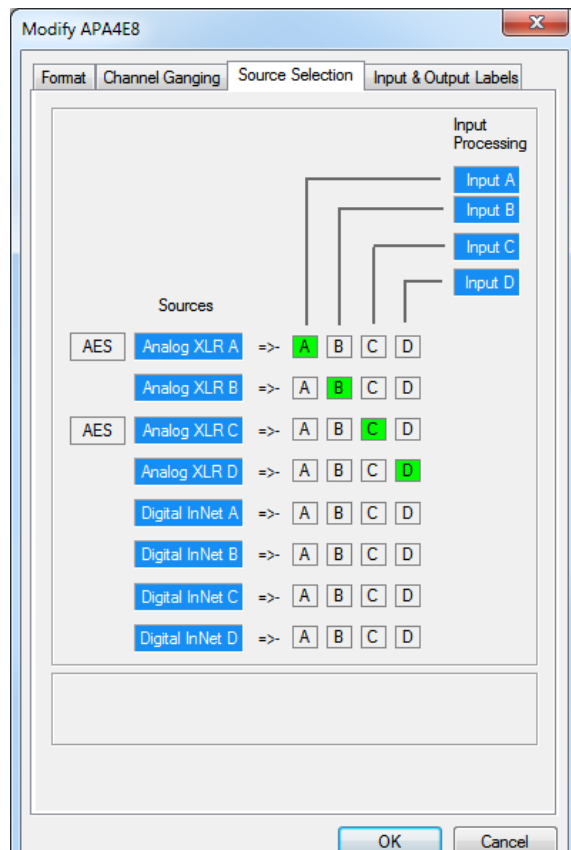 Modify APA4E8
X
Format Channel Ganging Source Selection Input & Output Labels
Input
Processing
Input A
Input B
Input C
Input D
Sources
AES Analog XLR A =>- A B C D
Analog XLR B =>- A B C D
AES Analog XLR C =>- A B C D
Analog XLR D =>- A B C D
Digital InNet A =>- A B C D
Digital InNet B =>- A B C D
Digital InNet C =>- A B C D
Digital InNet D =>- A B C D
OK Cancel